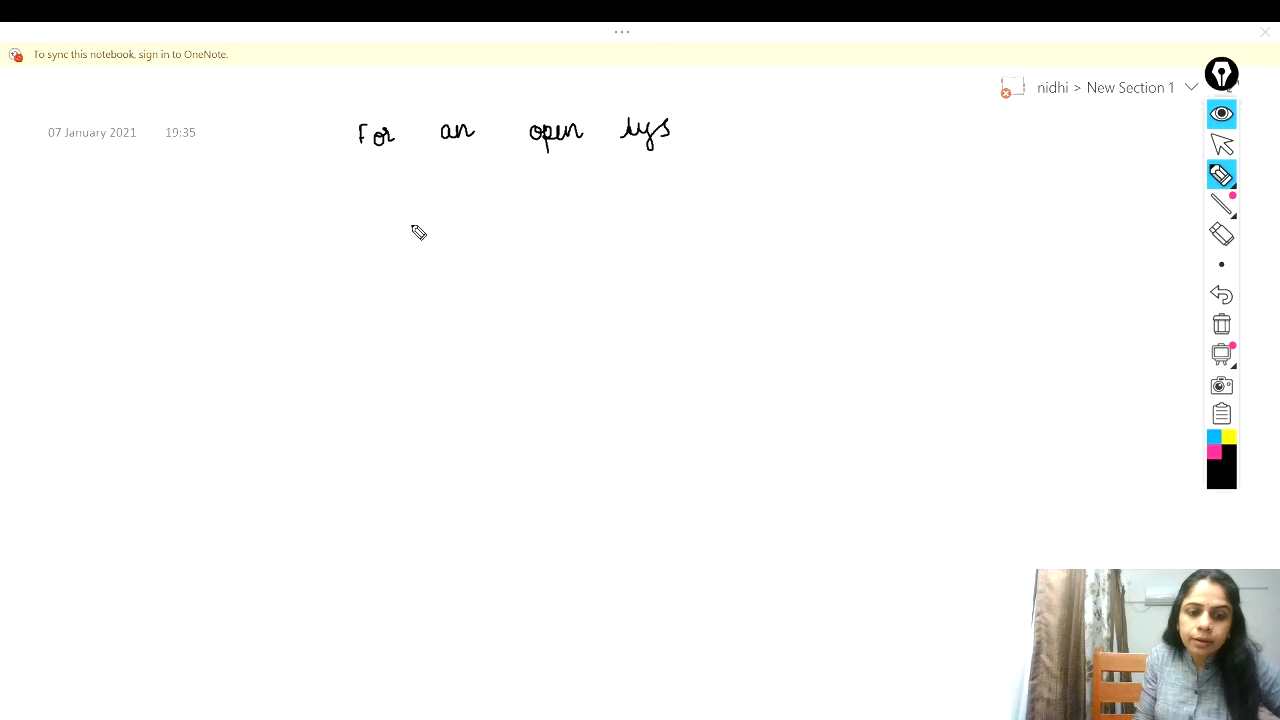 To sync this notebook, sign in to OneNote.
nidhi > New Section 1
07 January 2021 19:35
For an open sys